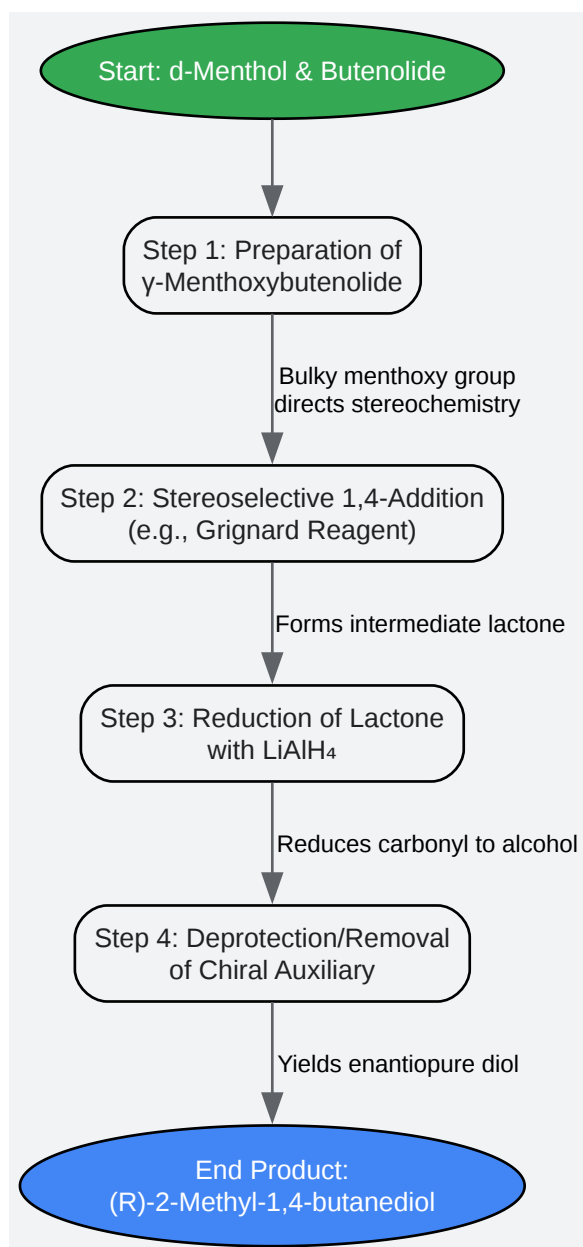 Start: d-Menthol & Butenolide
Step 1: Preparation of
γ-Menthoxybutenolide
Bulky menthoxy group
directs stereochemistry
Step 2: Stereoselective 1,4-Addition
(e.g., Grignard Reagent)
Forms intermediate lactone
Step 3: Reduction of Lactone
with LiAlH₄
Reduces carbonyl to alcohol
Step 4: Deprotection/Removal
of Chiral Auxiliary
Yields enantiopure diol
End Product:
(R)-2-Methyl-1,4-butanediol